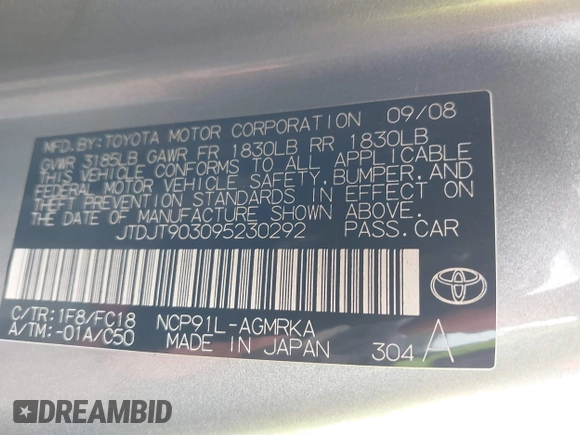 MFD.BY:TOYOTA MOTOR CORPORATION 09/08
GVWR 3185LB GAWR FR 1830LB RR 1830LB
THIS VEHICLE CONFORMS TO ALL APPLICABLE
FEDERAL MOTOR VEHICLE SAFETY,BUMPER,AND
THEFT PREVENTION STANDARDS IN EFFECT ON
THE DATE OF MANUFACTURE SHOWN ABOVE.
JTDJT903095230292 PASS.CAR
C/TR:1F8/FC18 NCP91L-AGMRKA
A/TM:-01A/C50 MADE IN JAPAN 304 A
DREAMBID